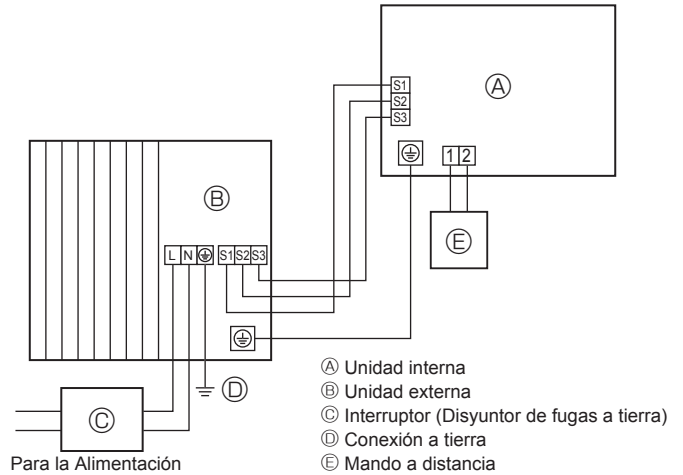 S1
S2
S3
Ⓐ
1 2
Ⓑ
L N S1 S2 S3
Ⓔ
Ⓓ
Ⓒ
Para la Alimentación
Ⓐ Unidad interna
Ⓑ Unidad externa
Ⓒ Interruptor (Disyuntor de fugas a tierra)
Ⓓ Conexión a tierra
Ⓔ Mando a distancia